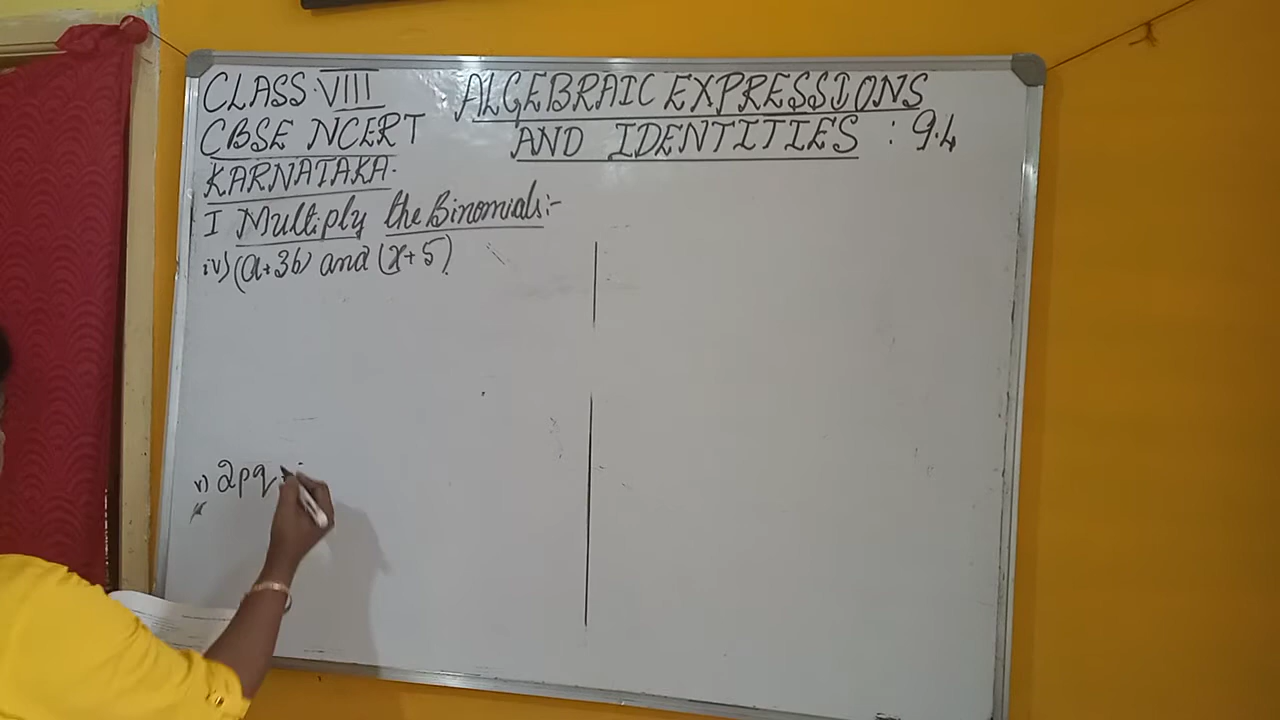 CLASS VIII
CBSE NCERT
KARNATAKA.
ALGEBRAIC EXPRESSIONS
AND IDENTITIES : 9.4
I Multiply the Binomials:-
iv) (a+3b) and (x+5)
v) 2pq